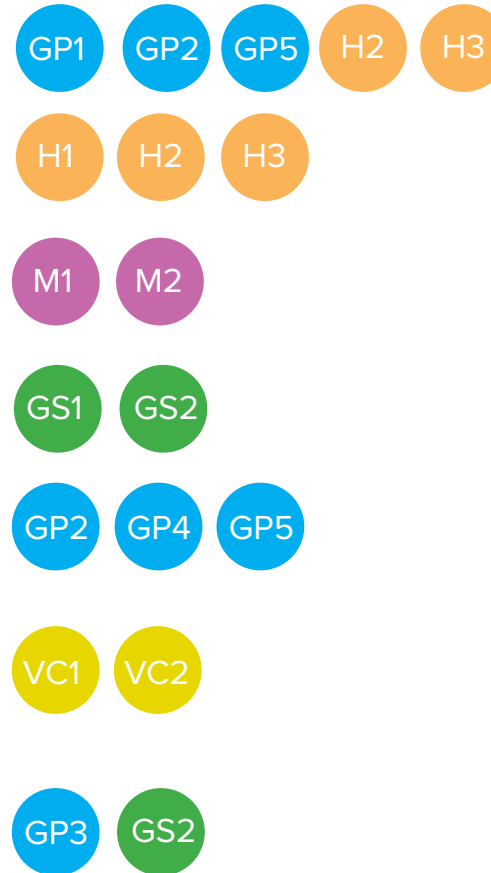 GP1 GP2 GP5 H2 H3
H1 H2 H3
M1 M2
GS1 GS2
GP2 GP4 GP5
VC1 VC2
GP3 GS2